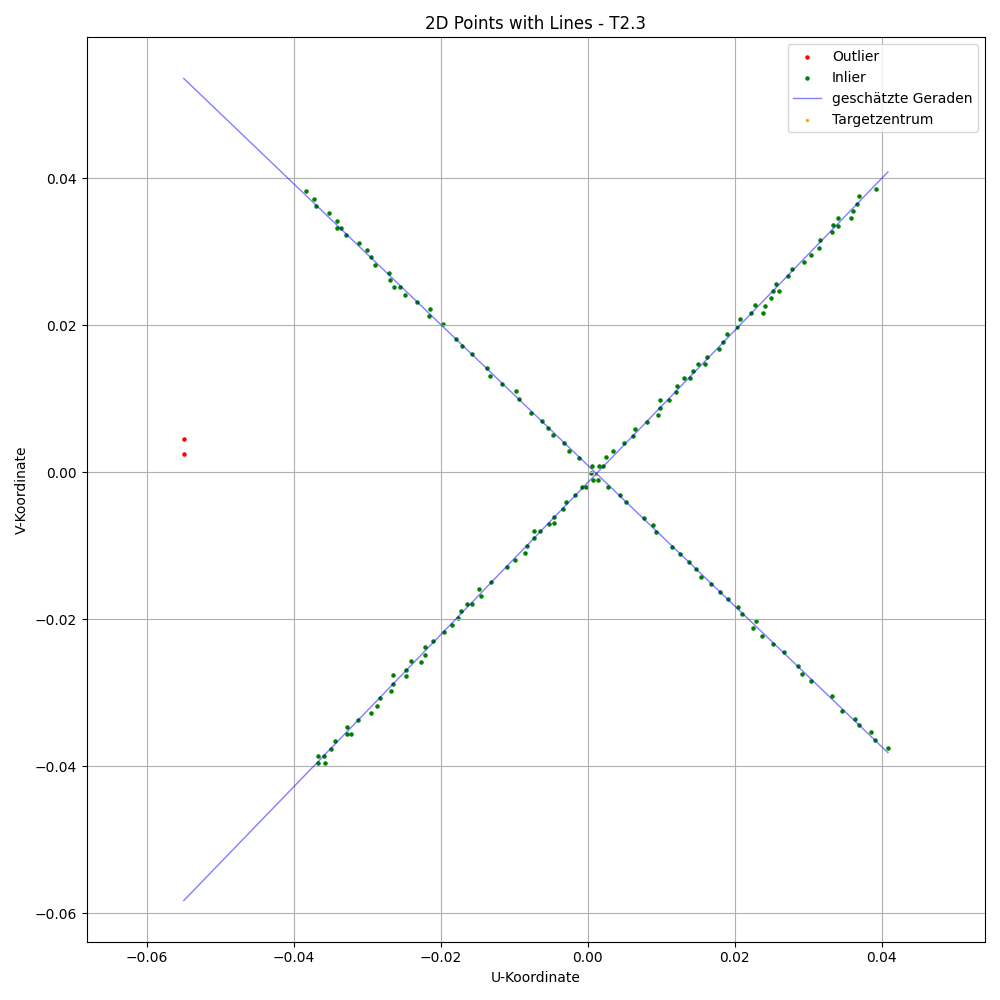 2D Points with Lines - T2.3
Outlier
Inlier
geschätzte Geraden
Targetzentrum
0.04
0.02
0.00
−0.02
−0.04
−0.06
V-Koordinate
−0.06 −0.04 −0.02 0.00 0.02 0.04
U-Koordinate